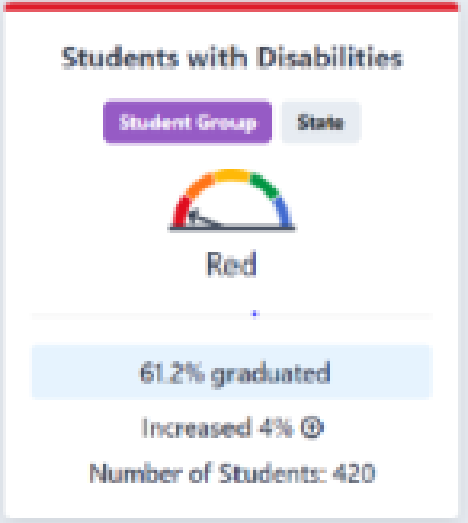 Students with Disabilities
Student Group State
Red
61.2% graduated
Increased 4%
Number of Students: 420